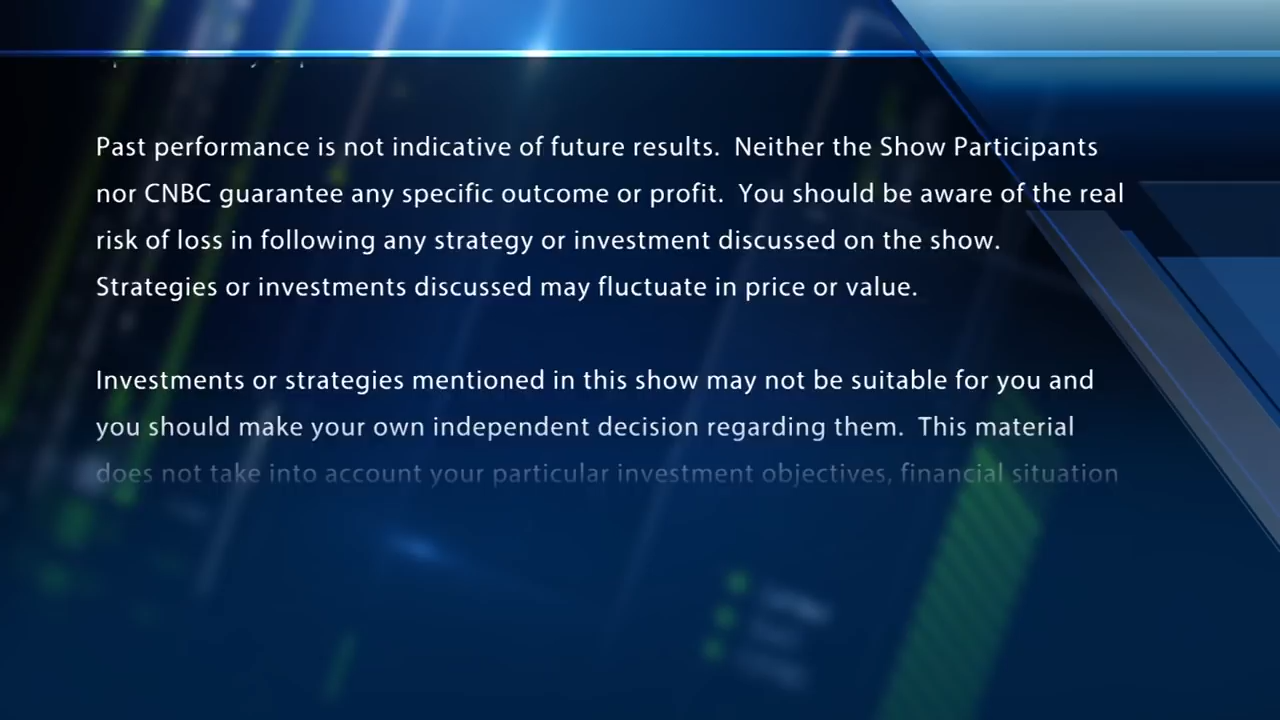 Past performance is not indicative of future results.  Neither the Show Participants
nor CNBC guarantee any specific outcome or profit.  You should be aware of the real
risk of loss in following any strategy or investment discussed on the show.
Strategies or investments discussed may fluctuate in price or value.
Investments or strategies mentioned in this show may not be suitable for you and
you should make your own independent decision regarding them.  This material
does not take into account your particular investment objectives, financial situation